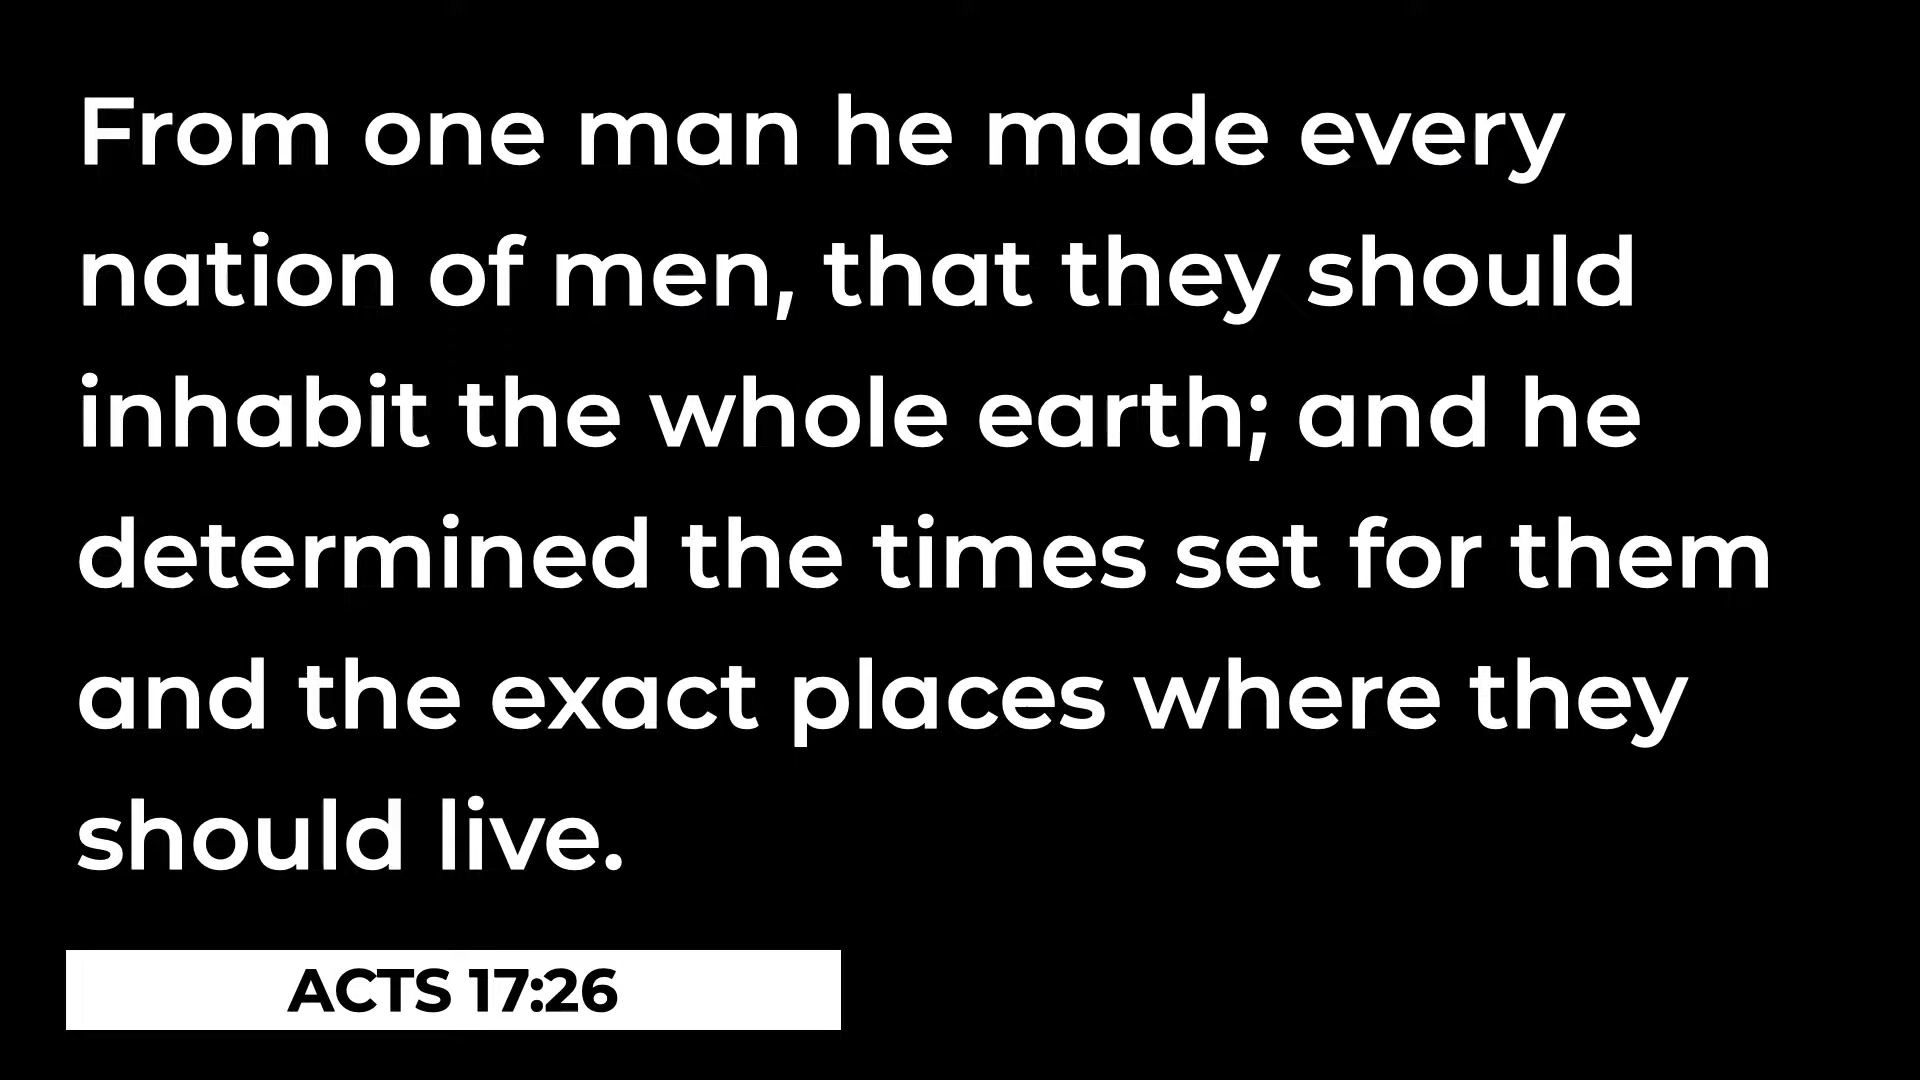 From one man he made every
nation of men, that they should
inhabit the whole earth; and he
determined the times set for them
and the exact places where they
should live.
ACTS 17:26